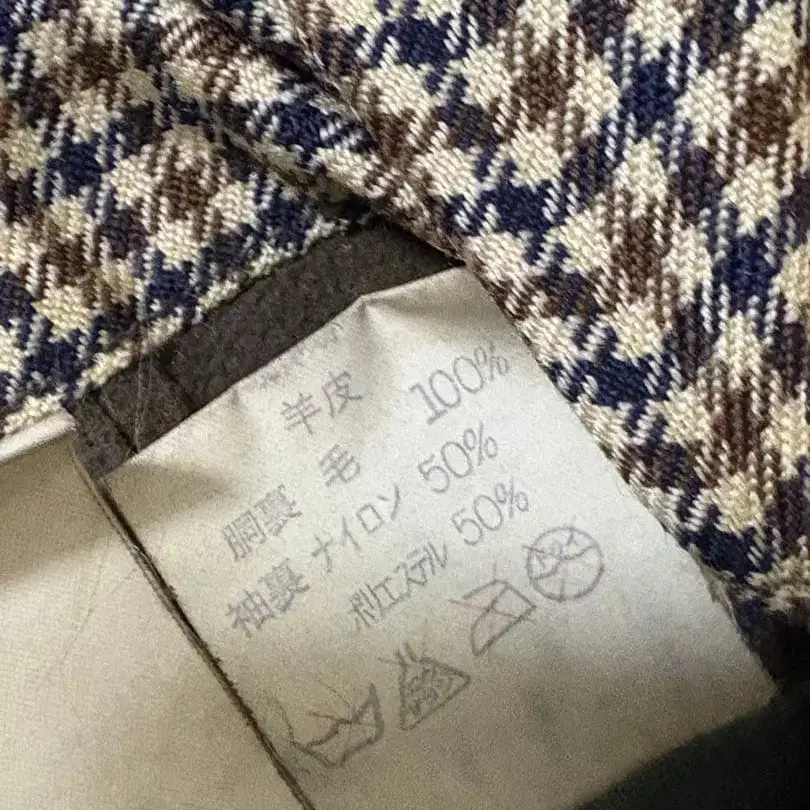 羊皮
胴裏 毛 100%
袖裏 ナイロン 50%
ポリエステル 50%